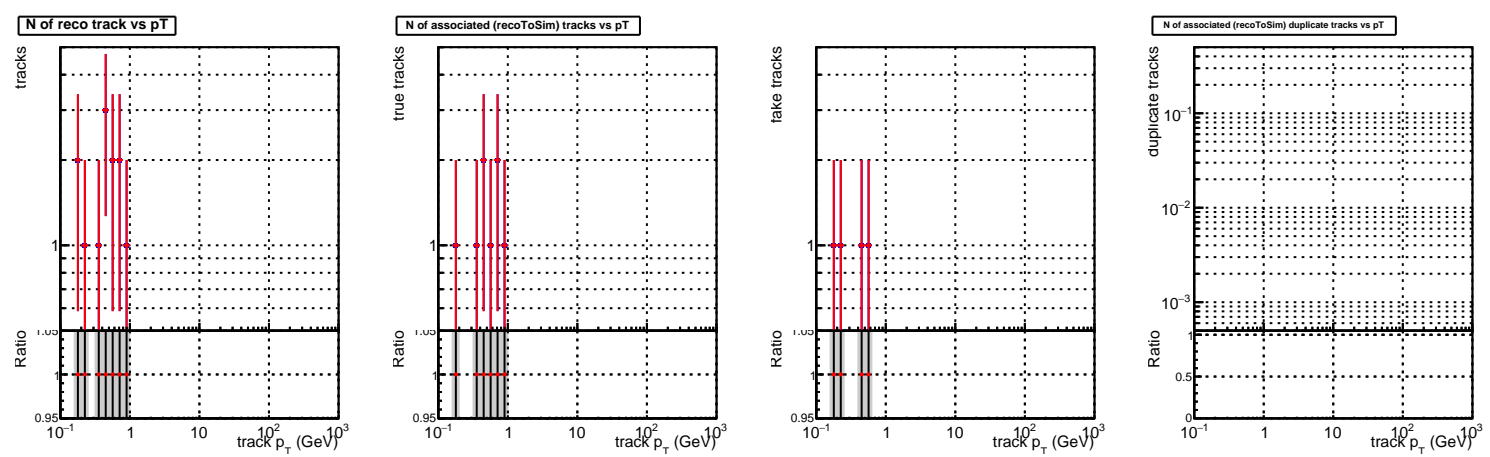 N of reco track vs pT
tracks
1
Ratio
1.05
1
0.95
10⁻¹ 1 10 10² 10³
track p_T (GeV)
N of associated (recoToSim) tracks vs pT
true tracks
1
Ratio
1.05
1
0.95
10⁻¹ 1 10 10² 10³
track p_T (GeV)
fake tracks
1
Ratio
1.05
1
0.95
10⁻¹ 1 10 10² 10³
track p_T (GeV)
N of associated (recoToSim) duplicate tracks vs pT
duplicate tracks
10⁻¹
10⁻²
10⁻³
Ratio
1
0.5
0
10⁻¹ 1 10 10² 10³
track p_T (GeV)